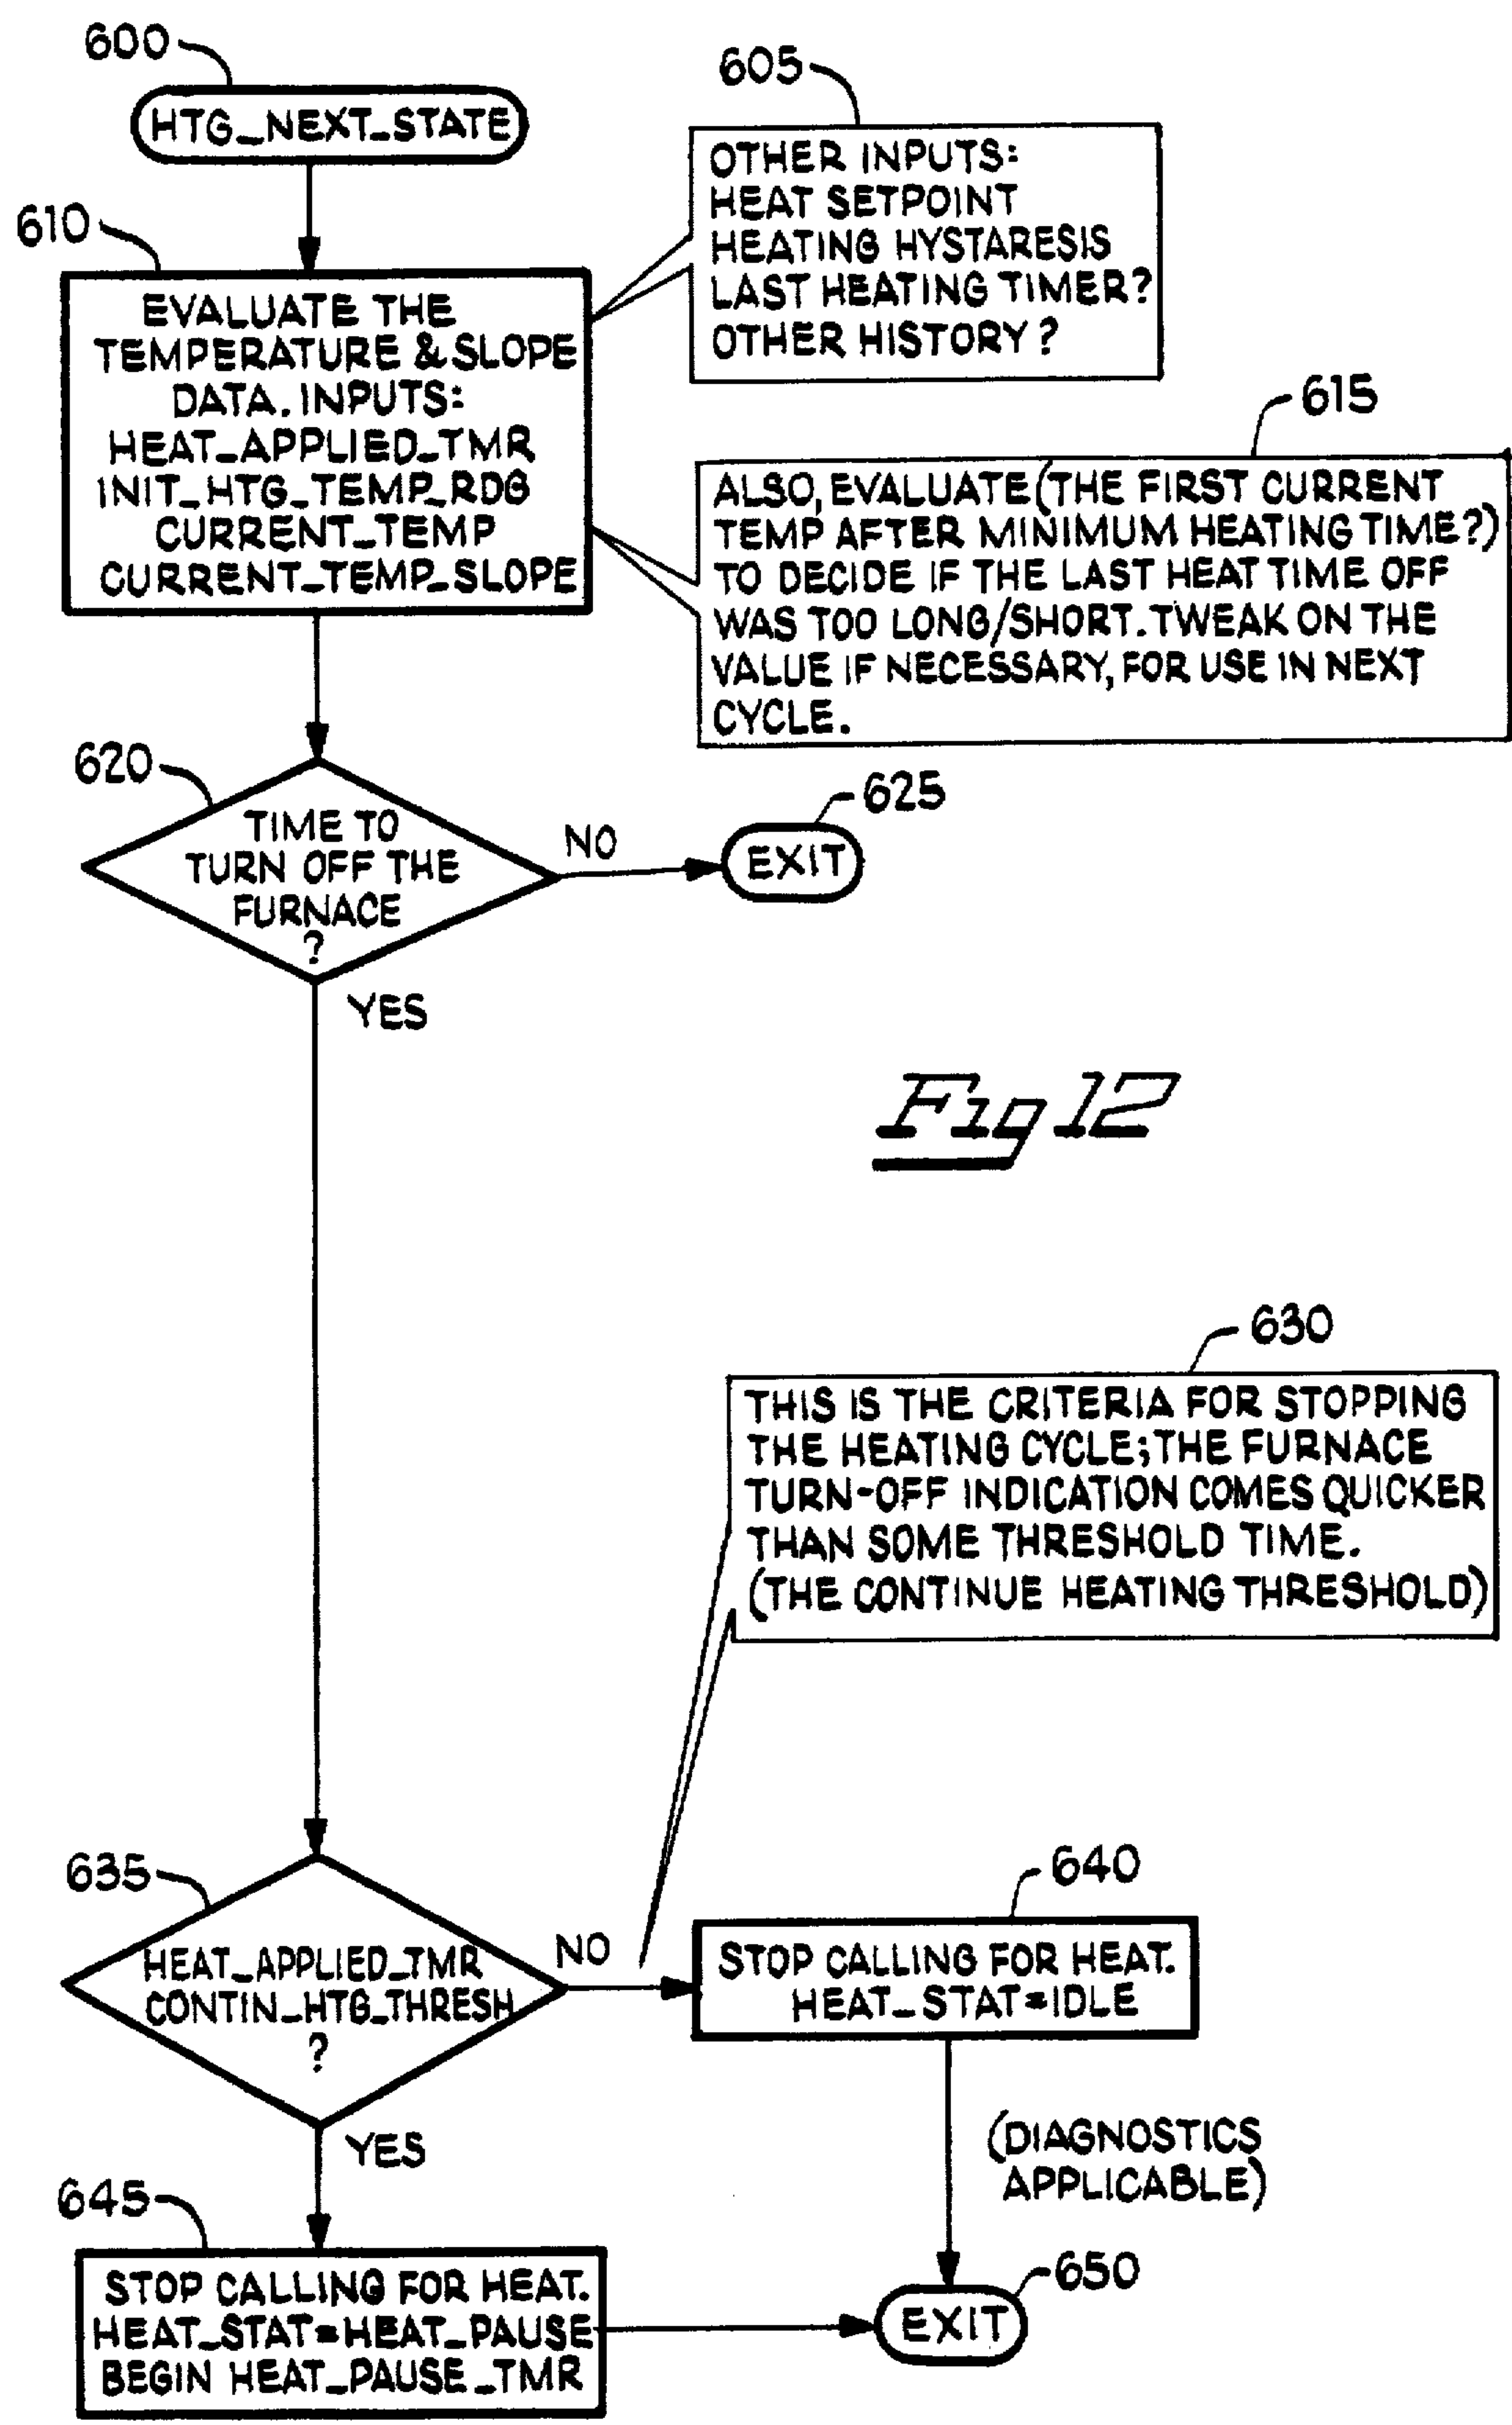 600
HTG_NEXT_STATE
605
OTHER INPUTS:
HEAT SETPOINT
HEATING HYSTARESIS
LAST HEATING TIMER?
OTHER HISTORY?
610
EVALUATE THE
TEMPERATURE & SLOPE
DATA. INPUTS:
HEAT_APPLIED_TMR
INIT_HTG_TEMP_RDG
CURRENT_TEMP
CURRENT_TEMP_SLOPE
615
ALSO, EVALUATE (THE FIRST CURRENT
TEMP AFTER MINIMUM HEATING TIME?)
TO DECIDE IF THE LAST HEAT TIME OFF
WAS TOO LONG/SHORT. TWEAK ON THE
VALUE IF NECESSARY, FOR USE IN NEXT
CYCLE.
620
TIME TO
TURN OFF THE
FURNACE
?
NO
625
EXIT
YES
Fig 12
630
THIS IS THE CRITERIA FOR STOPPING
THE HEATING CYCLE; THE FURNACE
TURN-OFF INDICATION COMES QUICKER
THAN SOME THRESHOLD TIME.
(THE CONTINUE HEATING THRESHOLD)
635
HEAT_APPLIED_TMR
CONTIN_HTG_THRESH
?
NO
640
STOP CALLING FOR HEAT.
HEAT_STAT=IDLE
YES
(DIAGNOSTICS
APPLICABLE)
645
STOP CALLING FOR HEAT.
HEAT_STAT=HEAT_PAUSE
BEGIN HEAT_PAUSE_TMR
650
EXIT